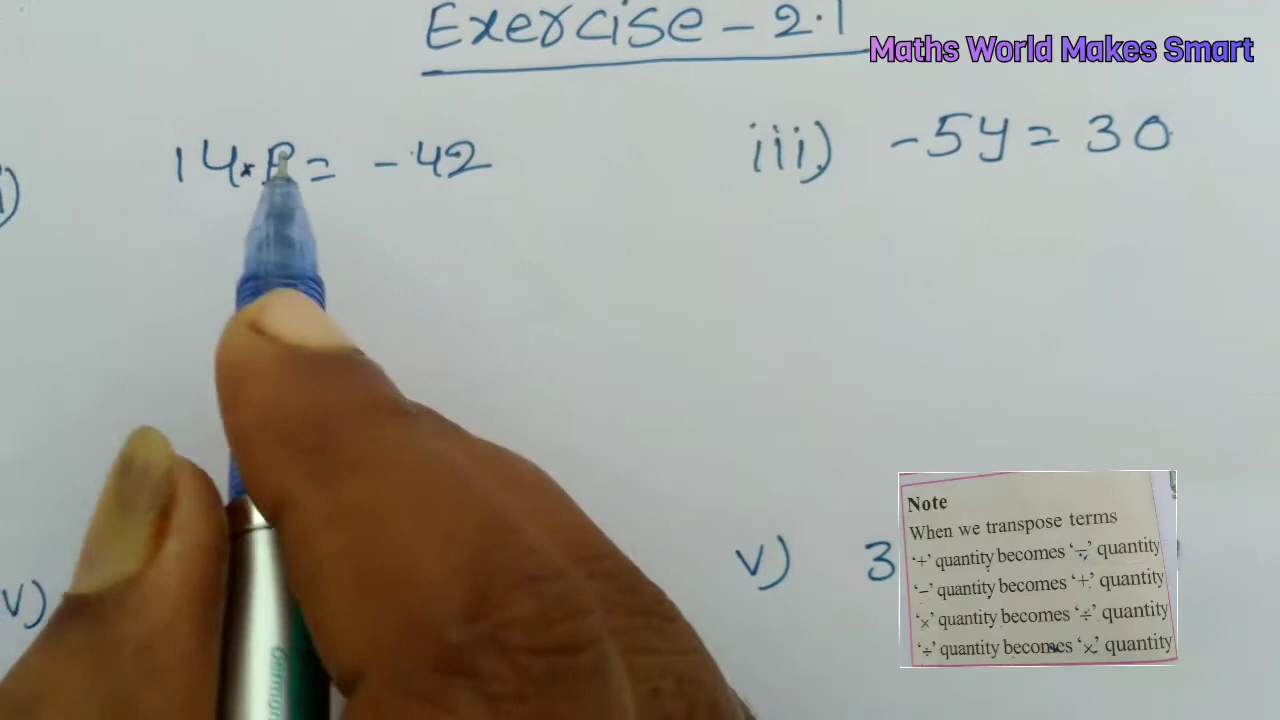 Exercise - 2.1
Maths World Makes Smart
i) 14 × P = - 42
iii) -5y = 30
Note
When we transpose terms
'+' quantity becomes '-' quantity
'-' quantity becomes '+' quantity
'×' quantity becomes '÷' quantity
'÷' quantity becomes '×' quantity
v) 3
v)